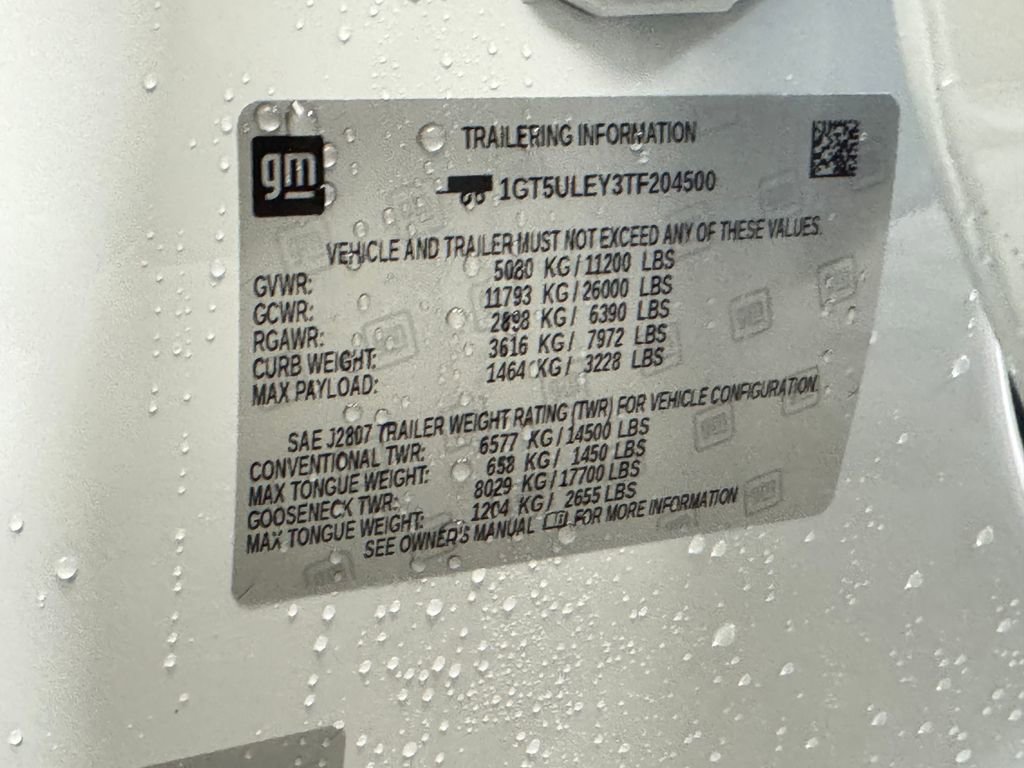 gm
TRAILERING INFORMATION
1GT5ULEY3TF204500
VEHICLE AND TRAILER MUST NOT EXCEED ANY OF THESE VALUES.
GVWR: 5080 KG/11200 LBS
GCWR: 11793 KG/26000 LBS
RGAWR: 2898 KG/ 6390 LBS
CURB WEIGHT: 3616 KG/ 7972 LBS
MAX PAYLOAD: 1464 KG/ 3228 LBS
SAE J2807 TRAILER WEIGHT RATING (TWR) FOR VEHICLE CONFIGURATION.
CONVENTIONAL TWR: 6577 KG/14500 LBS
MAX TONGUE WEIGHT: 658 KG/ 1450 LBS
GOOSENECK TWR: 8029 KG/17700 LBS
MAX TONGUE WEIGHT: 1204 KG/ 2655 LBS
SEE OWNER'S MANUAL FOR MORE INFORMATION